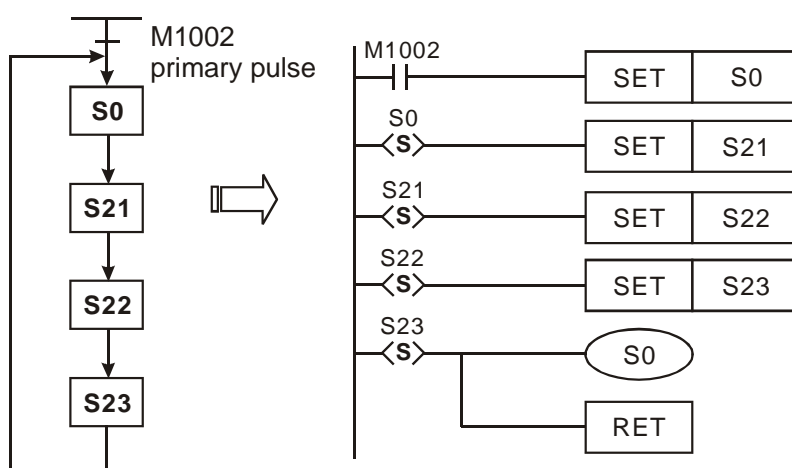 M1002
primary pulse
S0
S21
S22
S23
M1002
SET S0
S0
S
SET S21
S21
S
SET S22
S22
S
SET S23
S23
S
S0
RET